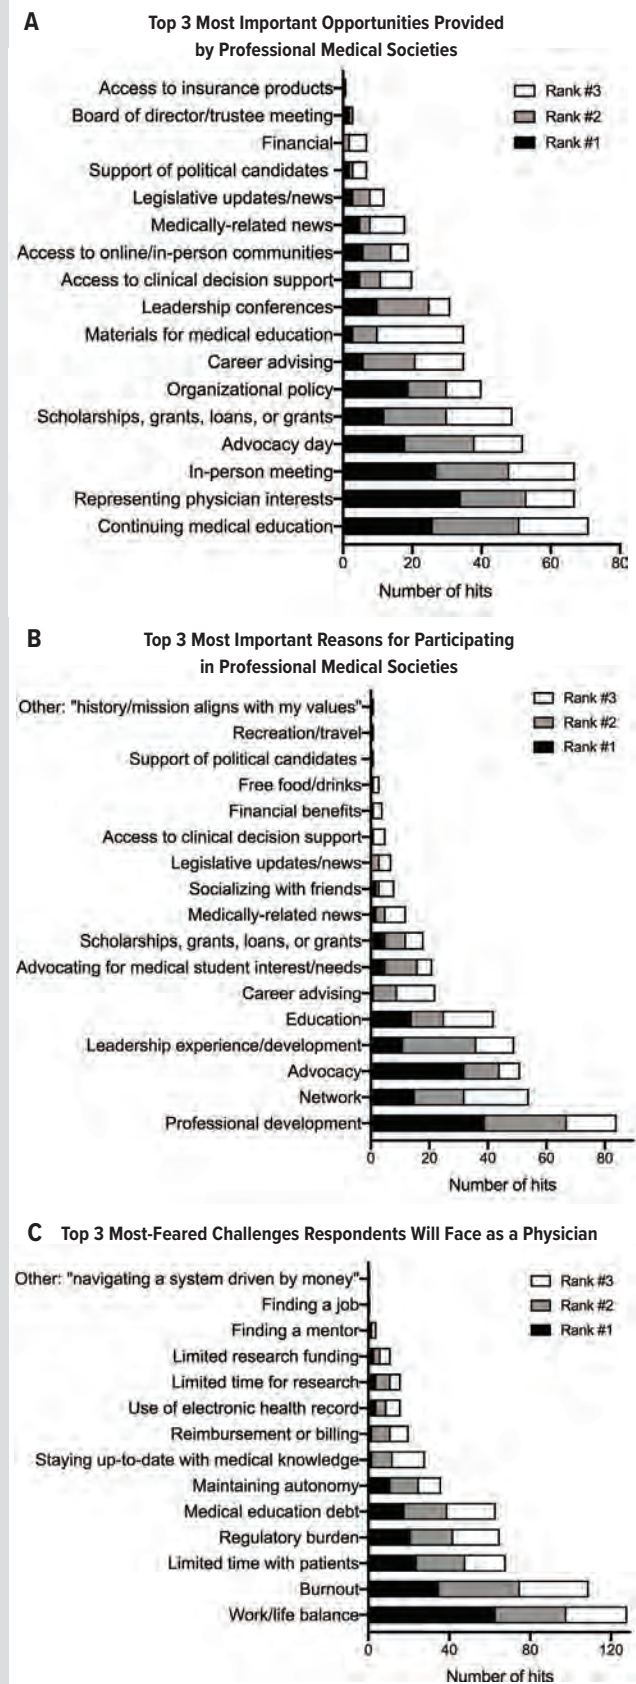 A
Top 3 Most Important Opportunities Provided
by Professional Medical Societies
Access to insurance products
Board of director/trustee meeting
Financial
Support of political candidates
Legislative updates/news
Medically-related news
Access to online/in-person communities
Access to clinical decision support
Leadership conferences
Materials for medical education
Career advising
Organizational policy
Scholarships, grants, loans, or grants
Advocacy day
In-person meeting
Representing physician interests
Continuing medical education
Rank #3
Rank #2
Rank #1
0 20 40 60 80
Number of hits
B
Top 3 Most Important Reasons for Participating
in Professional Medical Societies
Other: "history/mission aligns with my values"
Recreation/travel
Support of political candidates
Free food/drinks
Financial benefits
Access to clinical decision support
Legislative updates/news
Socializing with friends
Medically-related news
Scholarships, grants, loans, or grants
Advocating for medical student interest/needs
Career advising
Education
Leadership experience/development
Advocacy
Network
Professional development
Rank #3
Rank #2
Rank #1
0 20 40 60 80
Number of hits
C Top 3 Most-Feared Challenges Respondents Will Face as a Physician
Other: "navigating a system driven by money"
Finding a job
Finding a mentor
Limited research funding
Limited time for research
Use of electronic health record
Reimbursement or billing
Staying up-to-date with medical knowledge
Maintaining autonomy
Medical education debt
Regulatory burden
Limited time with patients
Burnout
Work/life balance
Rank #3
Rank #2
Rank #1
0 40 80 120
Number of hits